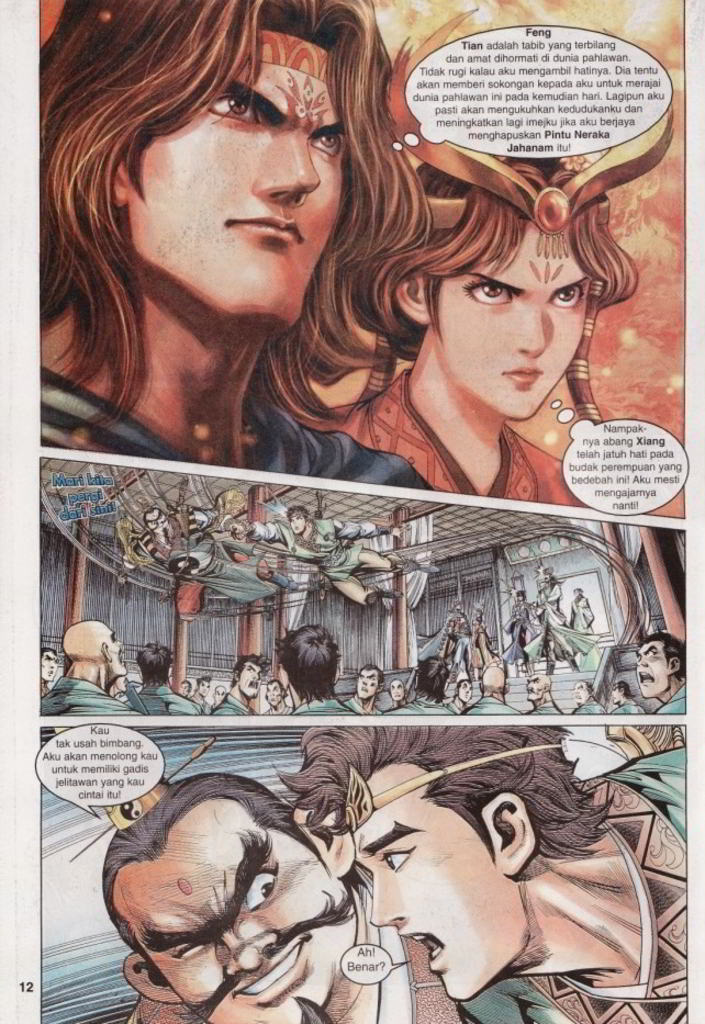 Feng
Tian adalah tabib yang terbilang
dan amat dihormati di dunia pahlawan.
Tidak rugi kalau aku mengambil hatinya. Dia tentu
akan memberi sokongan kepada aku untuk merajai
dunia pahlawan ini pada kemudian hari. Lagipun aku
pasti akan mengukuhkan kedudukanku dan
meningkatkan lagi imejku jika aku berjaya
menghapuskan Pintu Neraka
Jahanam itu!
Nampak-
nya abang Xiang
telah jatuh hati pada
budak perempuan yang
bedebah ini! Aku mesti
mengajarnya
nanti!
Mari kita
pergi
dari sini!
Kau
tak usah bimbang.
Aku akan menolong kau
untuk memiliki gadis
jelitawan yang kau
cintai itu!
Ah!
Benar?
12